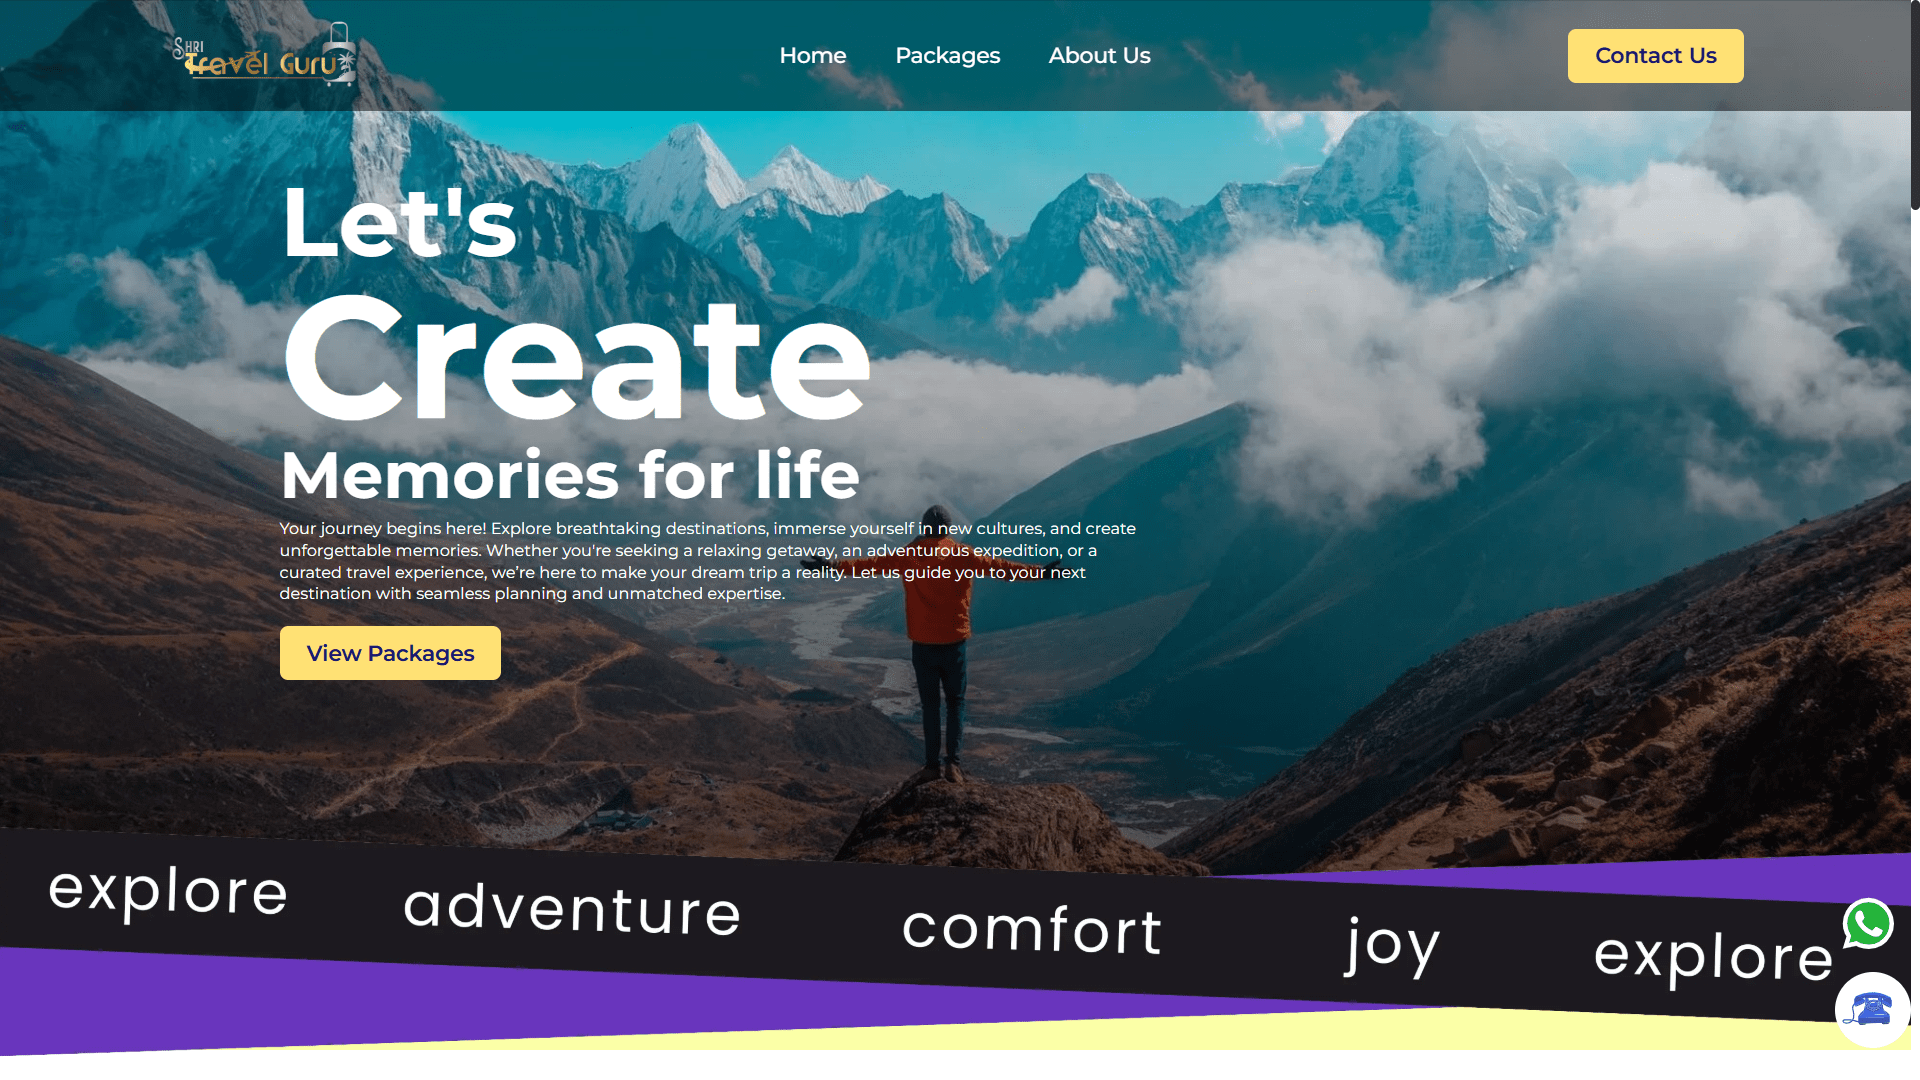 SHRI
Travel Guru
Home
Packages
About Us
Contact Us
Let's
Create
Memories for life
Your journey begins here! Explore breathtaking destinations, immerse yourself in new cultures, and create
unforgettable memories. Whether you're seeking a relaxing getaway, an adventurous expedition, or a
curated travel experience, we’re here to make your dream trip a reality. Let us guide you to your next
destination with seamless planning and unmatched expertise.
View Packages
explore
adventure
comfort
joy
explore